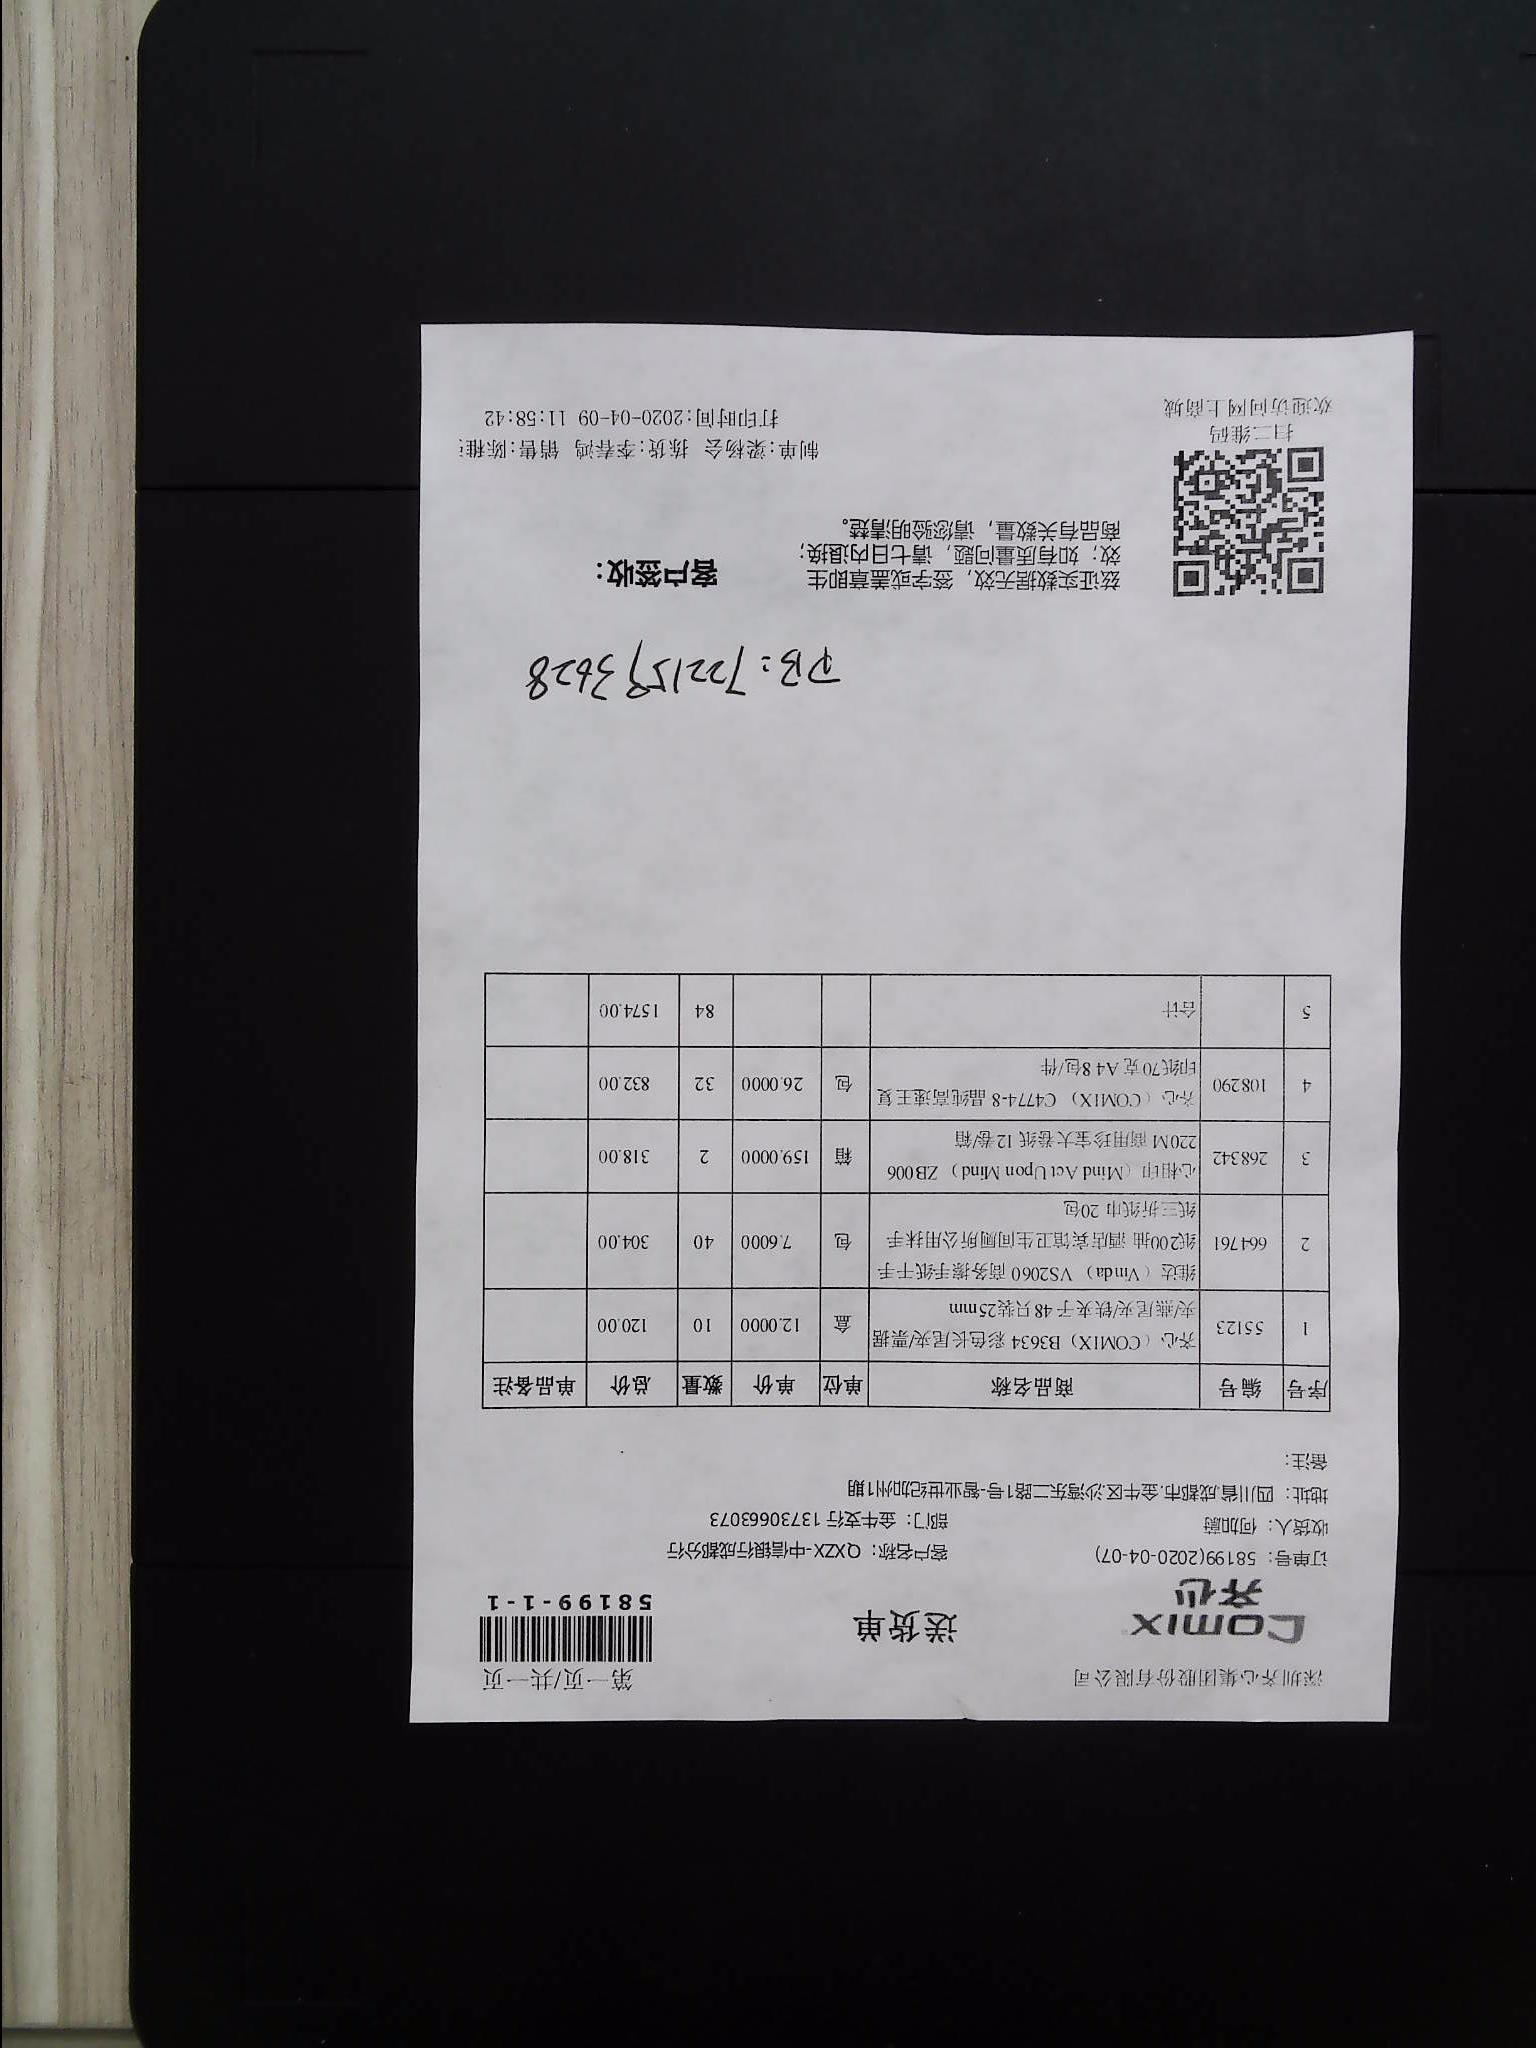 深圳齐心集团股份有限公司
第一页/共一页
COMIX
齐心
送货单
58199-1-1
订单号：58199(2020-04-07)
客户名称：QXZX-中信银行成都分行
收货人：何加蔚
部门：金牛支行 13730663073
地址：四川省.成都市.金牛区.沙湾东二路1号-智业世纪加州1期
备注：
序号 编号 商品名称 单位 单价 数量 总价 单品备注
1 55123 齐心（COMIX）B3634 彩色长尾夹/票据 盒 12.0000 10 120.00
夹/燕尾夹/铁夹子 48只装25mm
2 664761 维达（Vinda）VS2060 商务擦手纸干手 包 7.6000 40 304.00
纸200抽 酒店宾馆卫生间厕所公用抹手
纸三折纸巾 20包
3 268342 心相印（Mind Act Upon Mind）ZB006 箱 159.0000 2 318.00
220M 商用珍宝大卷纸 12卷/箱
4 108290 齐心（COMIX）C4774-8 晶纯高速王复 包 26.0000 32 832.00
印纸70克 A4 8包/件
5 合计 84 1574.00
PB：7221593628
兹证实数据无效，签字或盖章即生
效；如有质量问题，请七日内退换；
商品有关数量，请您验明清楚。
客户签收：
扫二维码
欢迎访问网上商城
制单:梁杨会 拣货:李春鸿 销售:陈稚
打印时间:2020-04-09 11:58:42